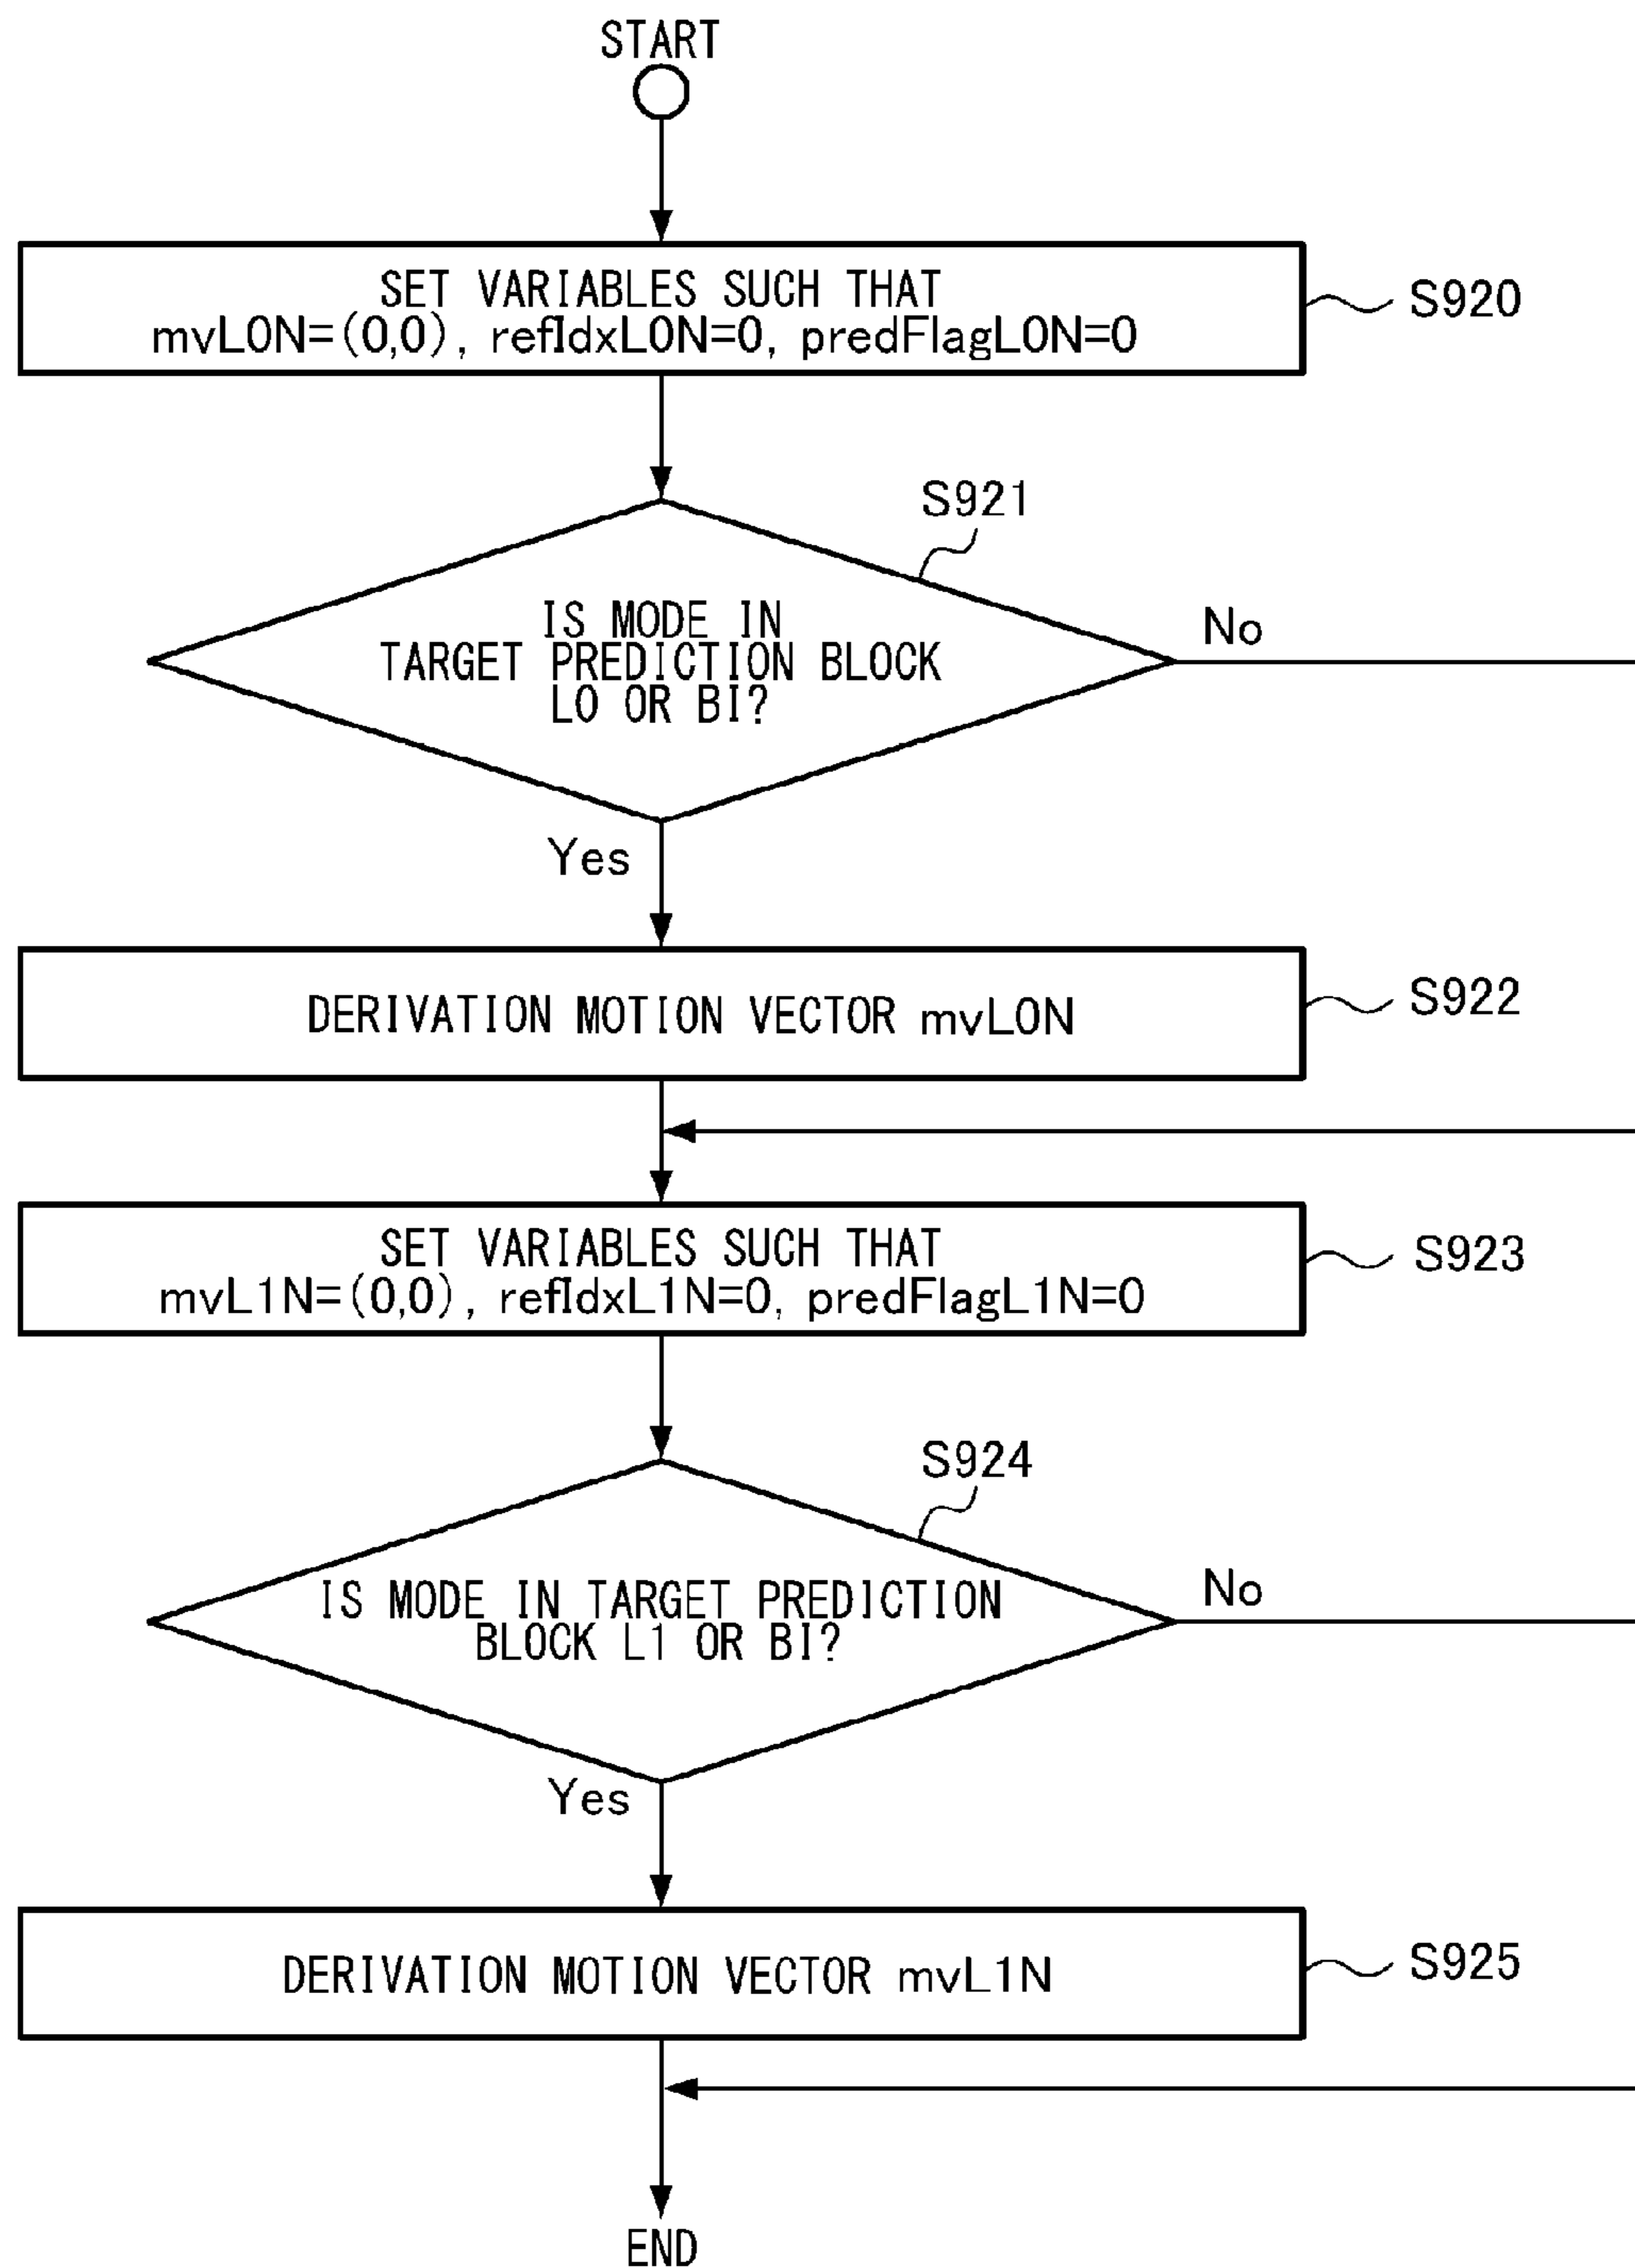 START
SET VARIABLES SUCH THAT
mvL0N=(0,0), refIdxL0N=0, predFlagL0N=0
S920
S921
IS MODE IN
TARGET PREDICTION BLOCK
L0 OR BI?
No
Yes
DERIVATION MOTION VECTOR mvL0N
S922
SET VARIABLES SUCH THAT
mvL1N=(0,0), refIdxL1N=0, predFlagL1N=0
S923
S924
IS MODE IN TARGET PREDICTION
BLOCK L1 OR BI?
No
Yes
DERIVATION MOTION VECTOR mvL1N
S925
END